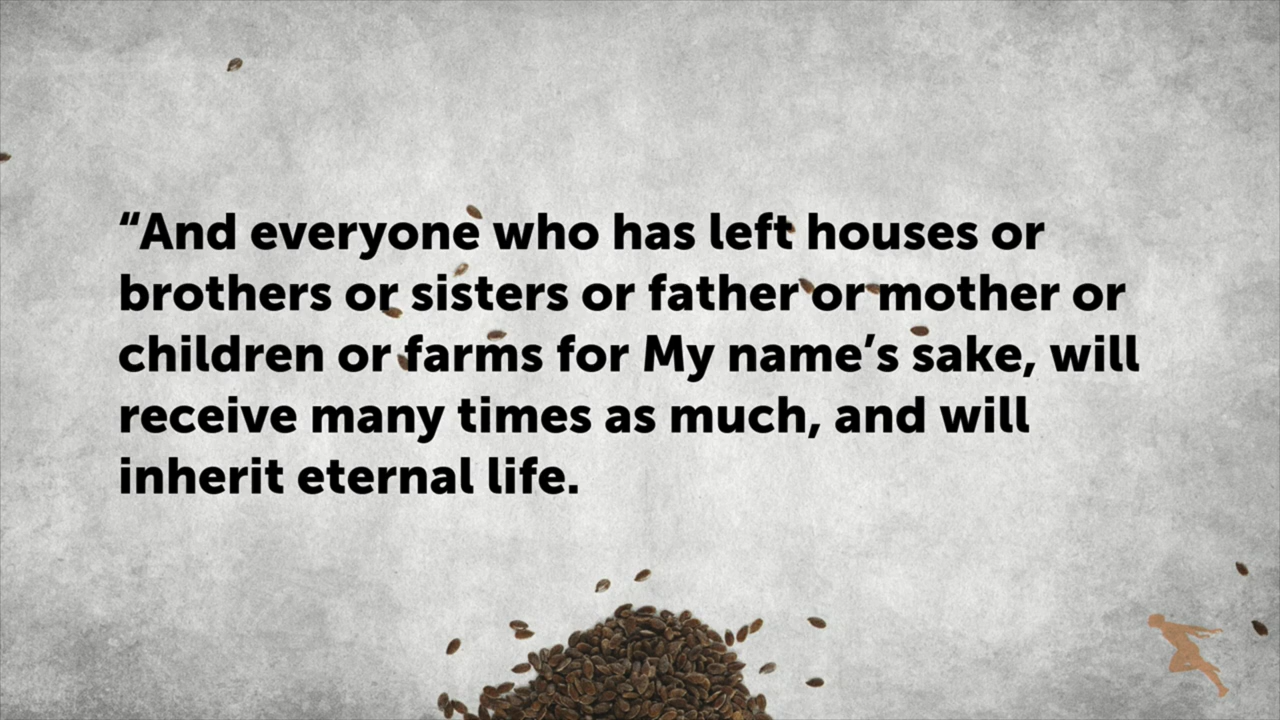 “And everyone who has left houses or
brothers or sisters or father or mother or
children or farms for My name’s sake, will
receive many times as much, and will
inherit eternal life.